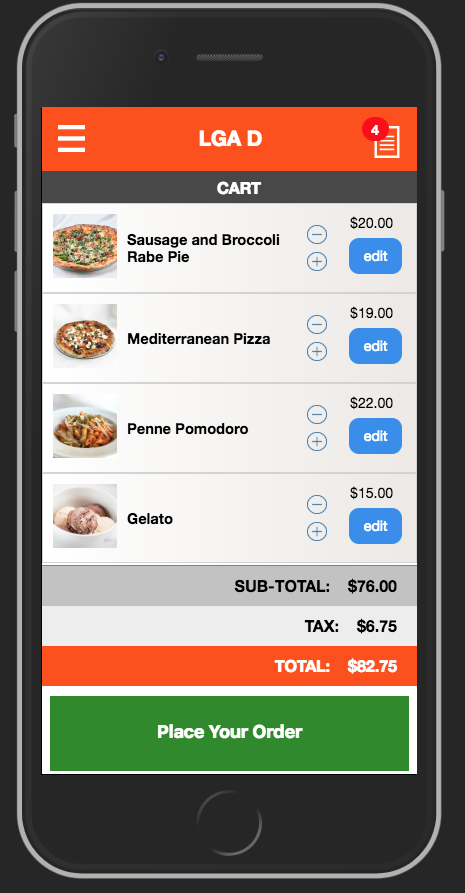 LGA D
4
CART
$20.00
Sausage and Broccoli
Rabe Pie
edit
$19.00
Mediterranean Pizza
edit
$22.00
Penne Pomodoro
edit
$15.00
Gelato
edit
SUB-TOTAL: $76.00
TAX: $6.75
TOTAL: $82.75
Place Your Order